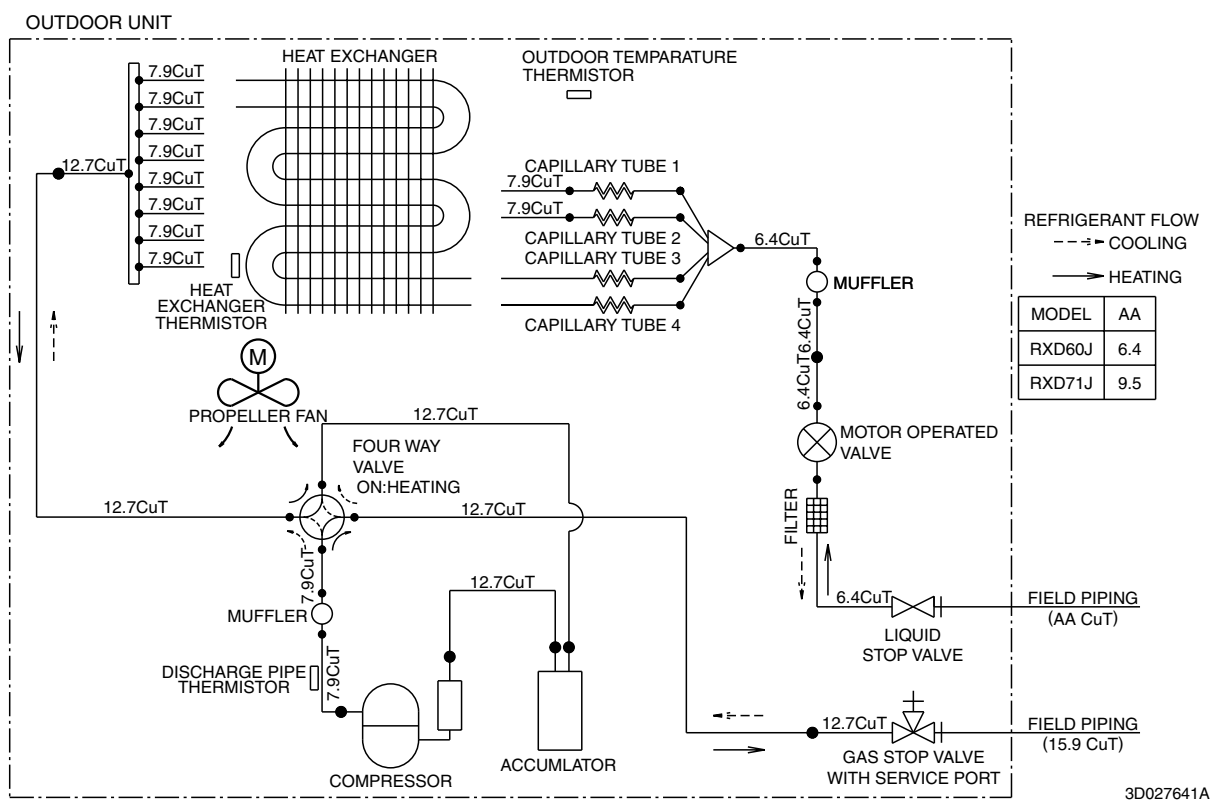 OUTDOOR UNIT
HEAT EXCHANGER
OUTDOOR TEMPARATURE
THERMISTOR
7.9CuT
7.9CuT
7.9CuT
7.9CuT
7.9CuT
7.9CuT
7.9CuT
7.9CuT
12.7CuT
HEAT
EXCHANGER
THERMISTOR
CAPILLARY TUBE 1
7.9CuT
7.9CuT
CAPILLARY TUBE 2
CAPILLARY TUBE 3
CAPILLARY TUBE 4
6.4CuT
MUFFLER
6.4CuT
6.4CuT
REFRIGERANT FLOW
COOLING
HEATING
MODEL AA
RXD60J 6.4
RXD71J 9.5
M
PROPELLER FAN
12.7CuT
FOUR WAY
VALVE
ON:HEATING
MOTOR OPERATED
VALVE
12.7CuT
12.7CuT
FILTER
7.9CuT
12.7CuT
MUFFLER
6.4CuT
LIQUID
STOP VALVE
FIELD PIPING
(AA CuT)
DISCHARGE PIPE
THERMISTOR
7.9CuT
COMPRESSOR
ACCUMLATOR
12.7CuT
GAS STOP VALVE
WITH SERVICE PORT
FIELD PIPING
(15.9 CuT)
3D027641A